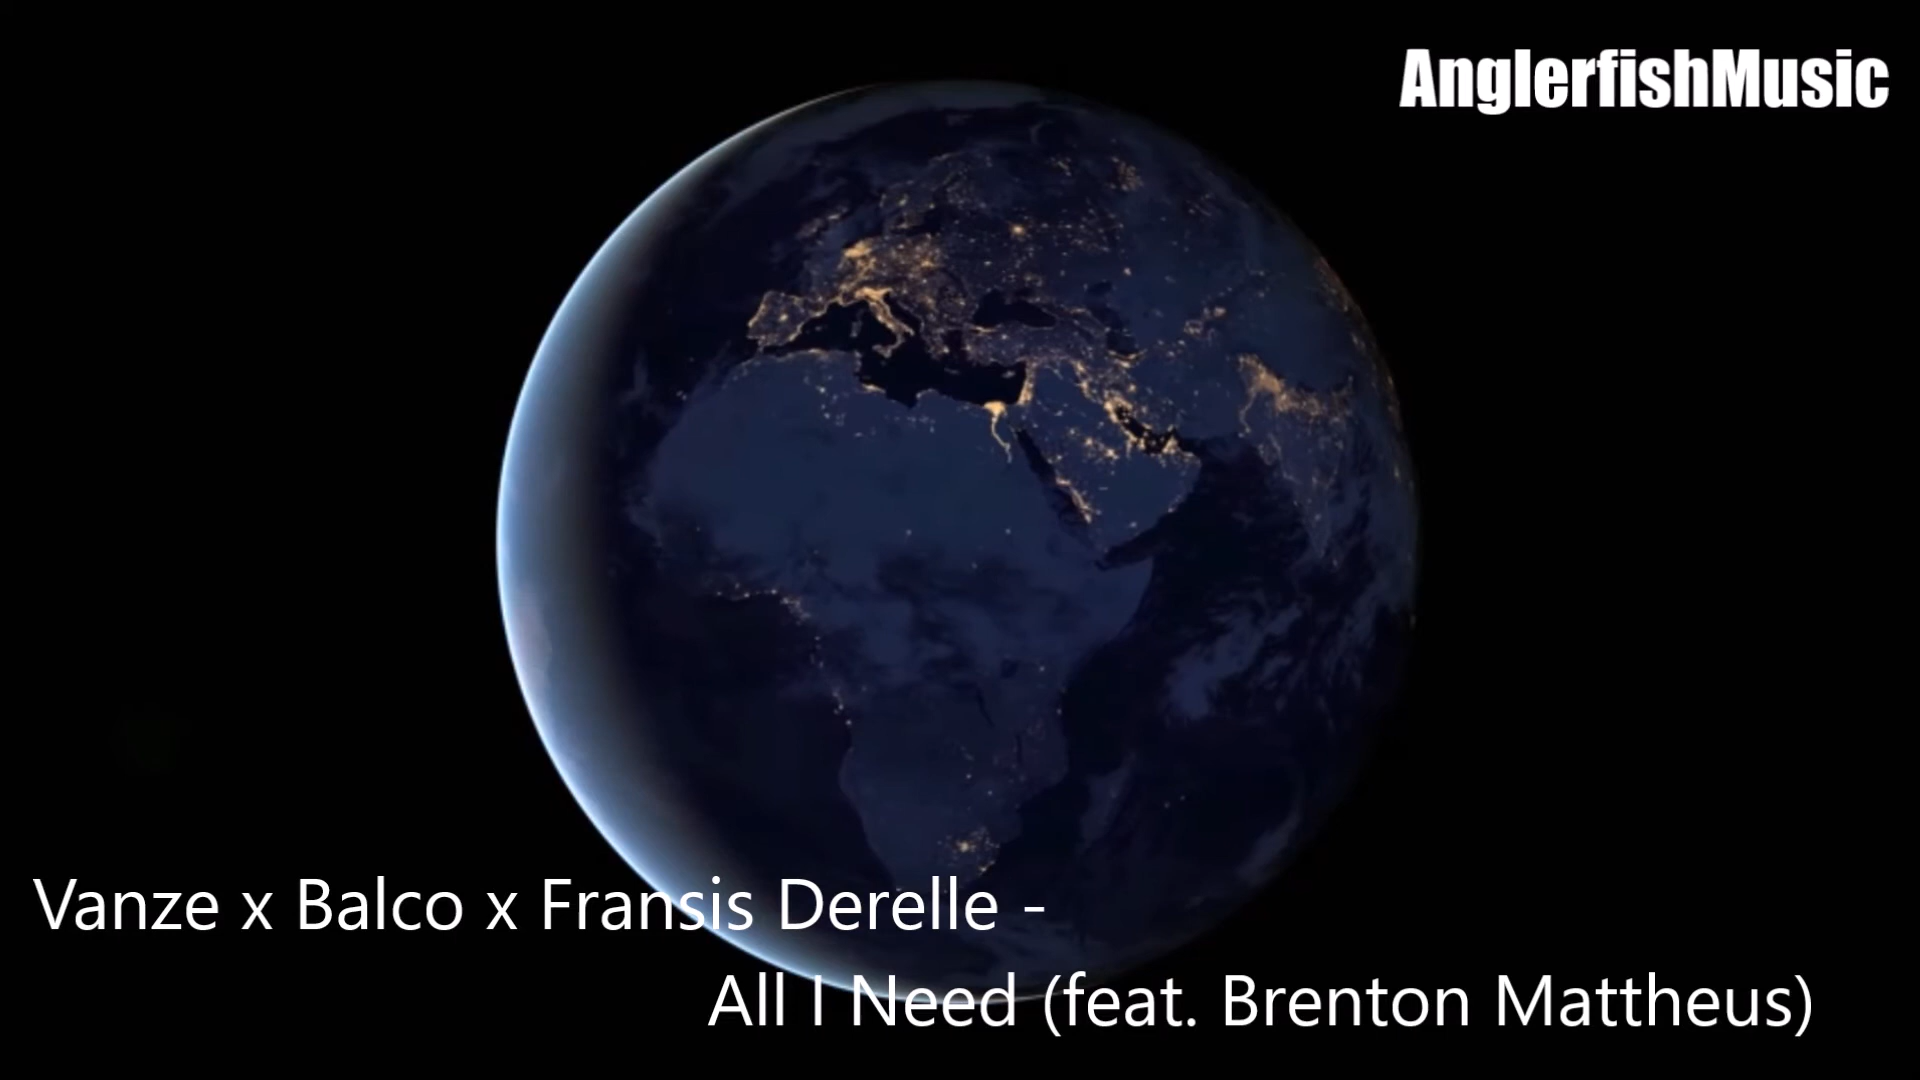 AnglerfishMusic
Vanze x Balco x Fransis Derelle -
All I Need (feat. Brenton Mattheus)